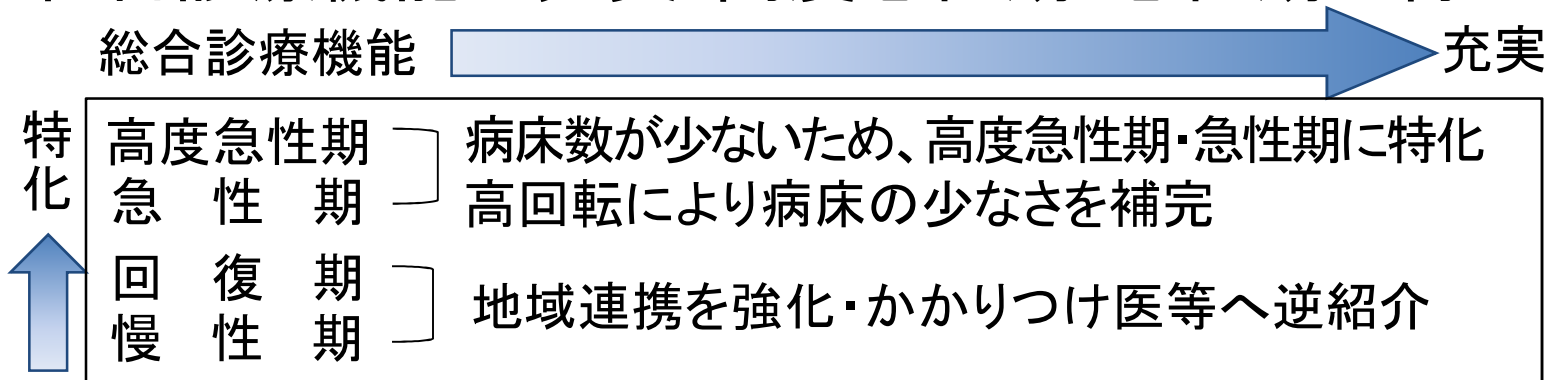 総合診療機能 充実
特化
高度急性期 病床数が少ないため、高度急性期・急性期に特化
急性期 高回転により病床の少なさを補完
回復期
地域連携を強化・かかりつけ医等へ逆紹介
慢性期